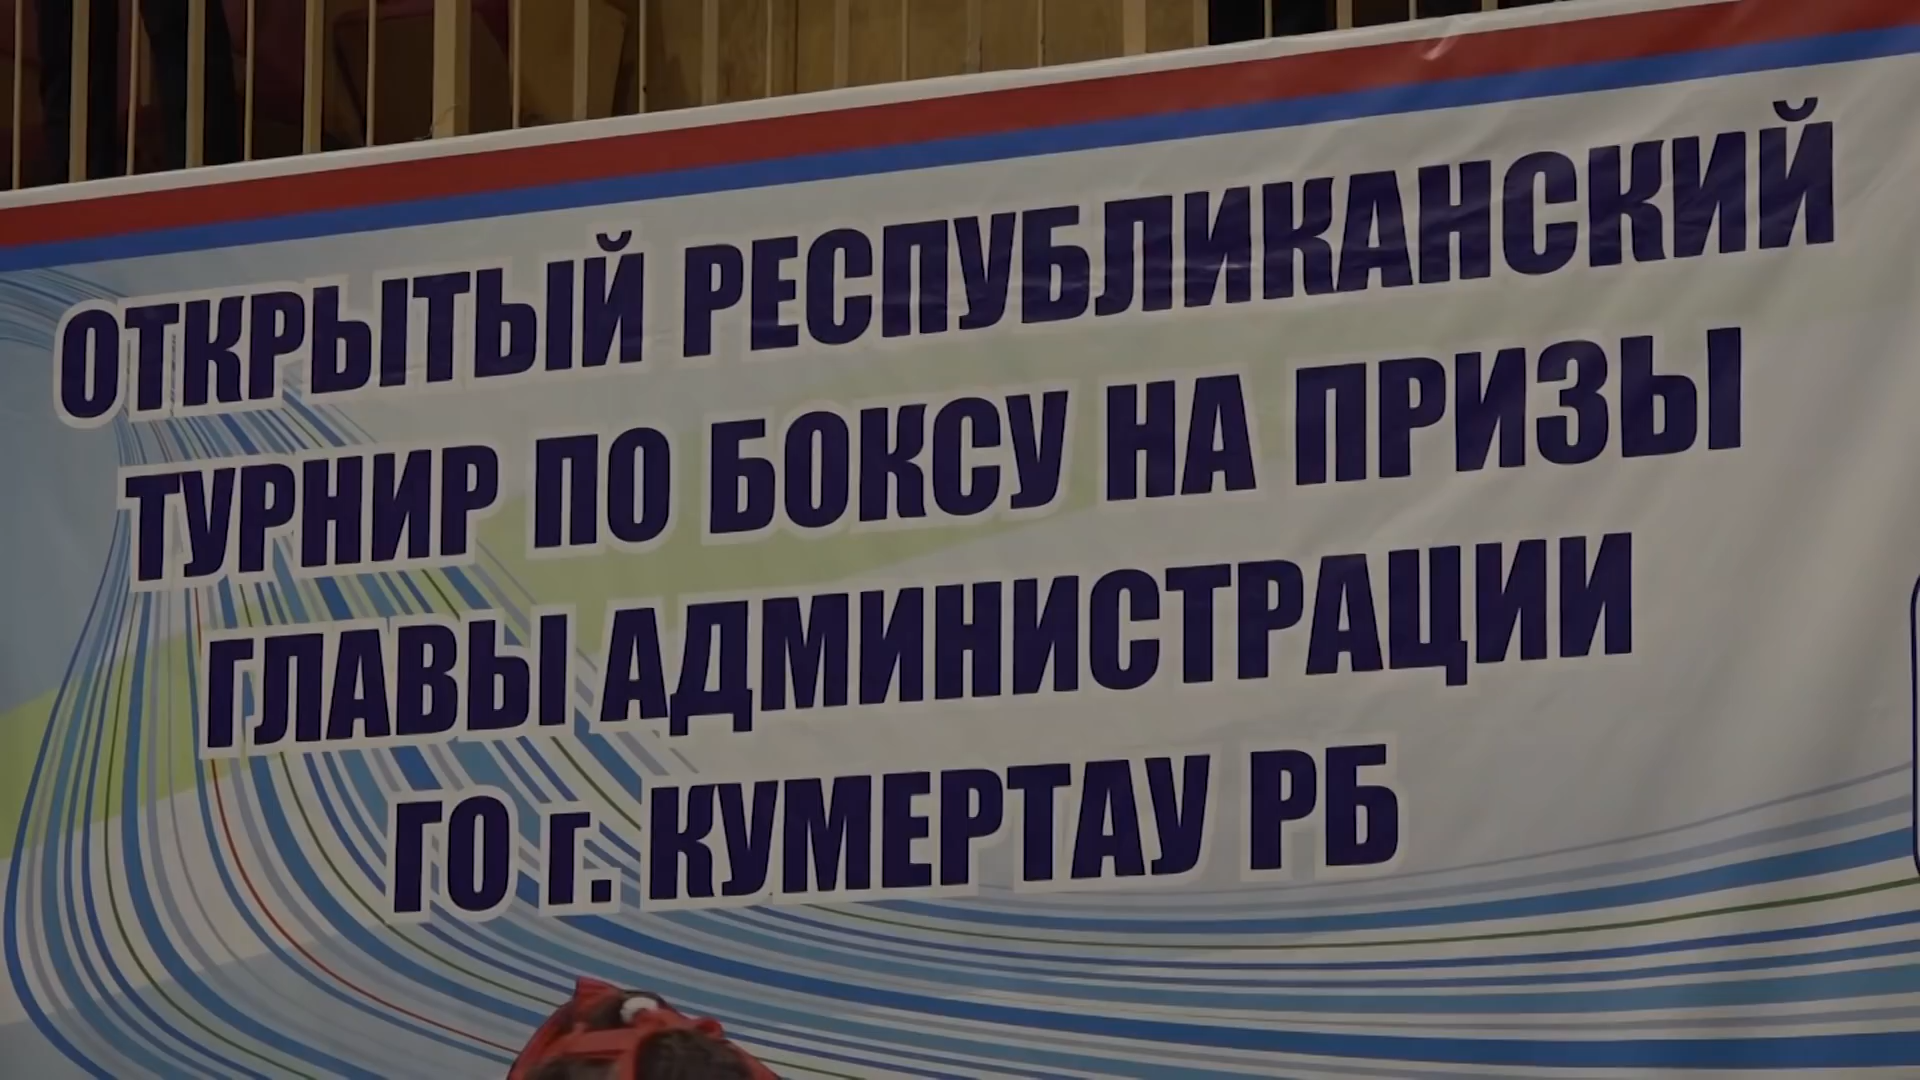 ОТКРЫТЫЙ РЕСПУБЛИКАНСКИЙ
ТУРНИР ПО БОКСУ НА ПРИЗЫ
ГЛАВЫ АДМИНИСТРАЦИИ
ГО г. КУМЕРТАУ РБ